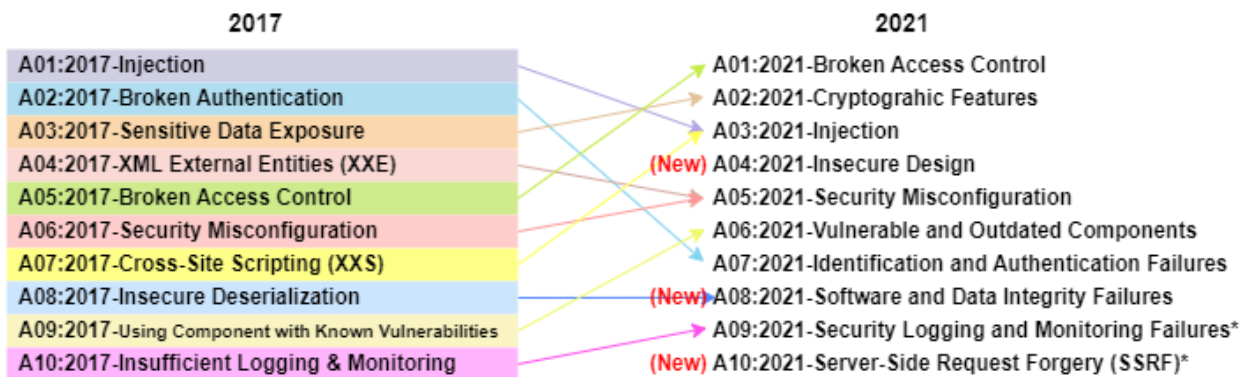 2017
A01:2017-Injection
A02:2017-Broken Authentication
A03:2017-Sensitive Data Exposure
A04:2017-XML External Entities (XXE)
A05:2017-Broken Access Control
A06:2017-Security Misconfiguration
A07:2017-Cross-Site Scripting (XXS)
A08:2017-Insecure Deserialization
A09:2017-Using Component with Known Vulnerabilities
A10:2017-Insufficient Logging & Monitoring
2021
A01:2021-Broken Access Control
A02:2021-Cryptograhic Features
A03:2021-Injection
(New) A04:2021-Insecure Design
A05:2021-Security Misconfiguration
A06:2021-Vulnerable and Outdated Components
A07:2021-Identification and Authentication Failures
(New) A08:2021-Software and Data Integrity Failures
A09:2021-Security Logging and Monitoring Failures*
(New) A10:2021-Server-Side Request Forgery (SSRF)*